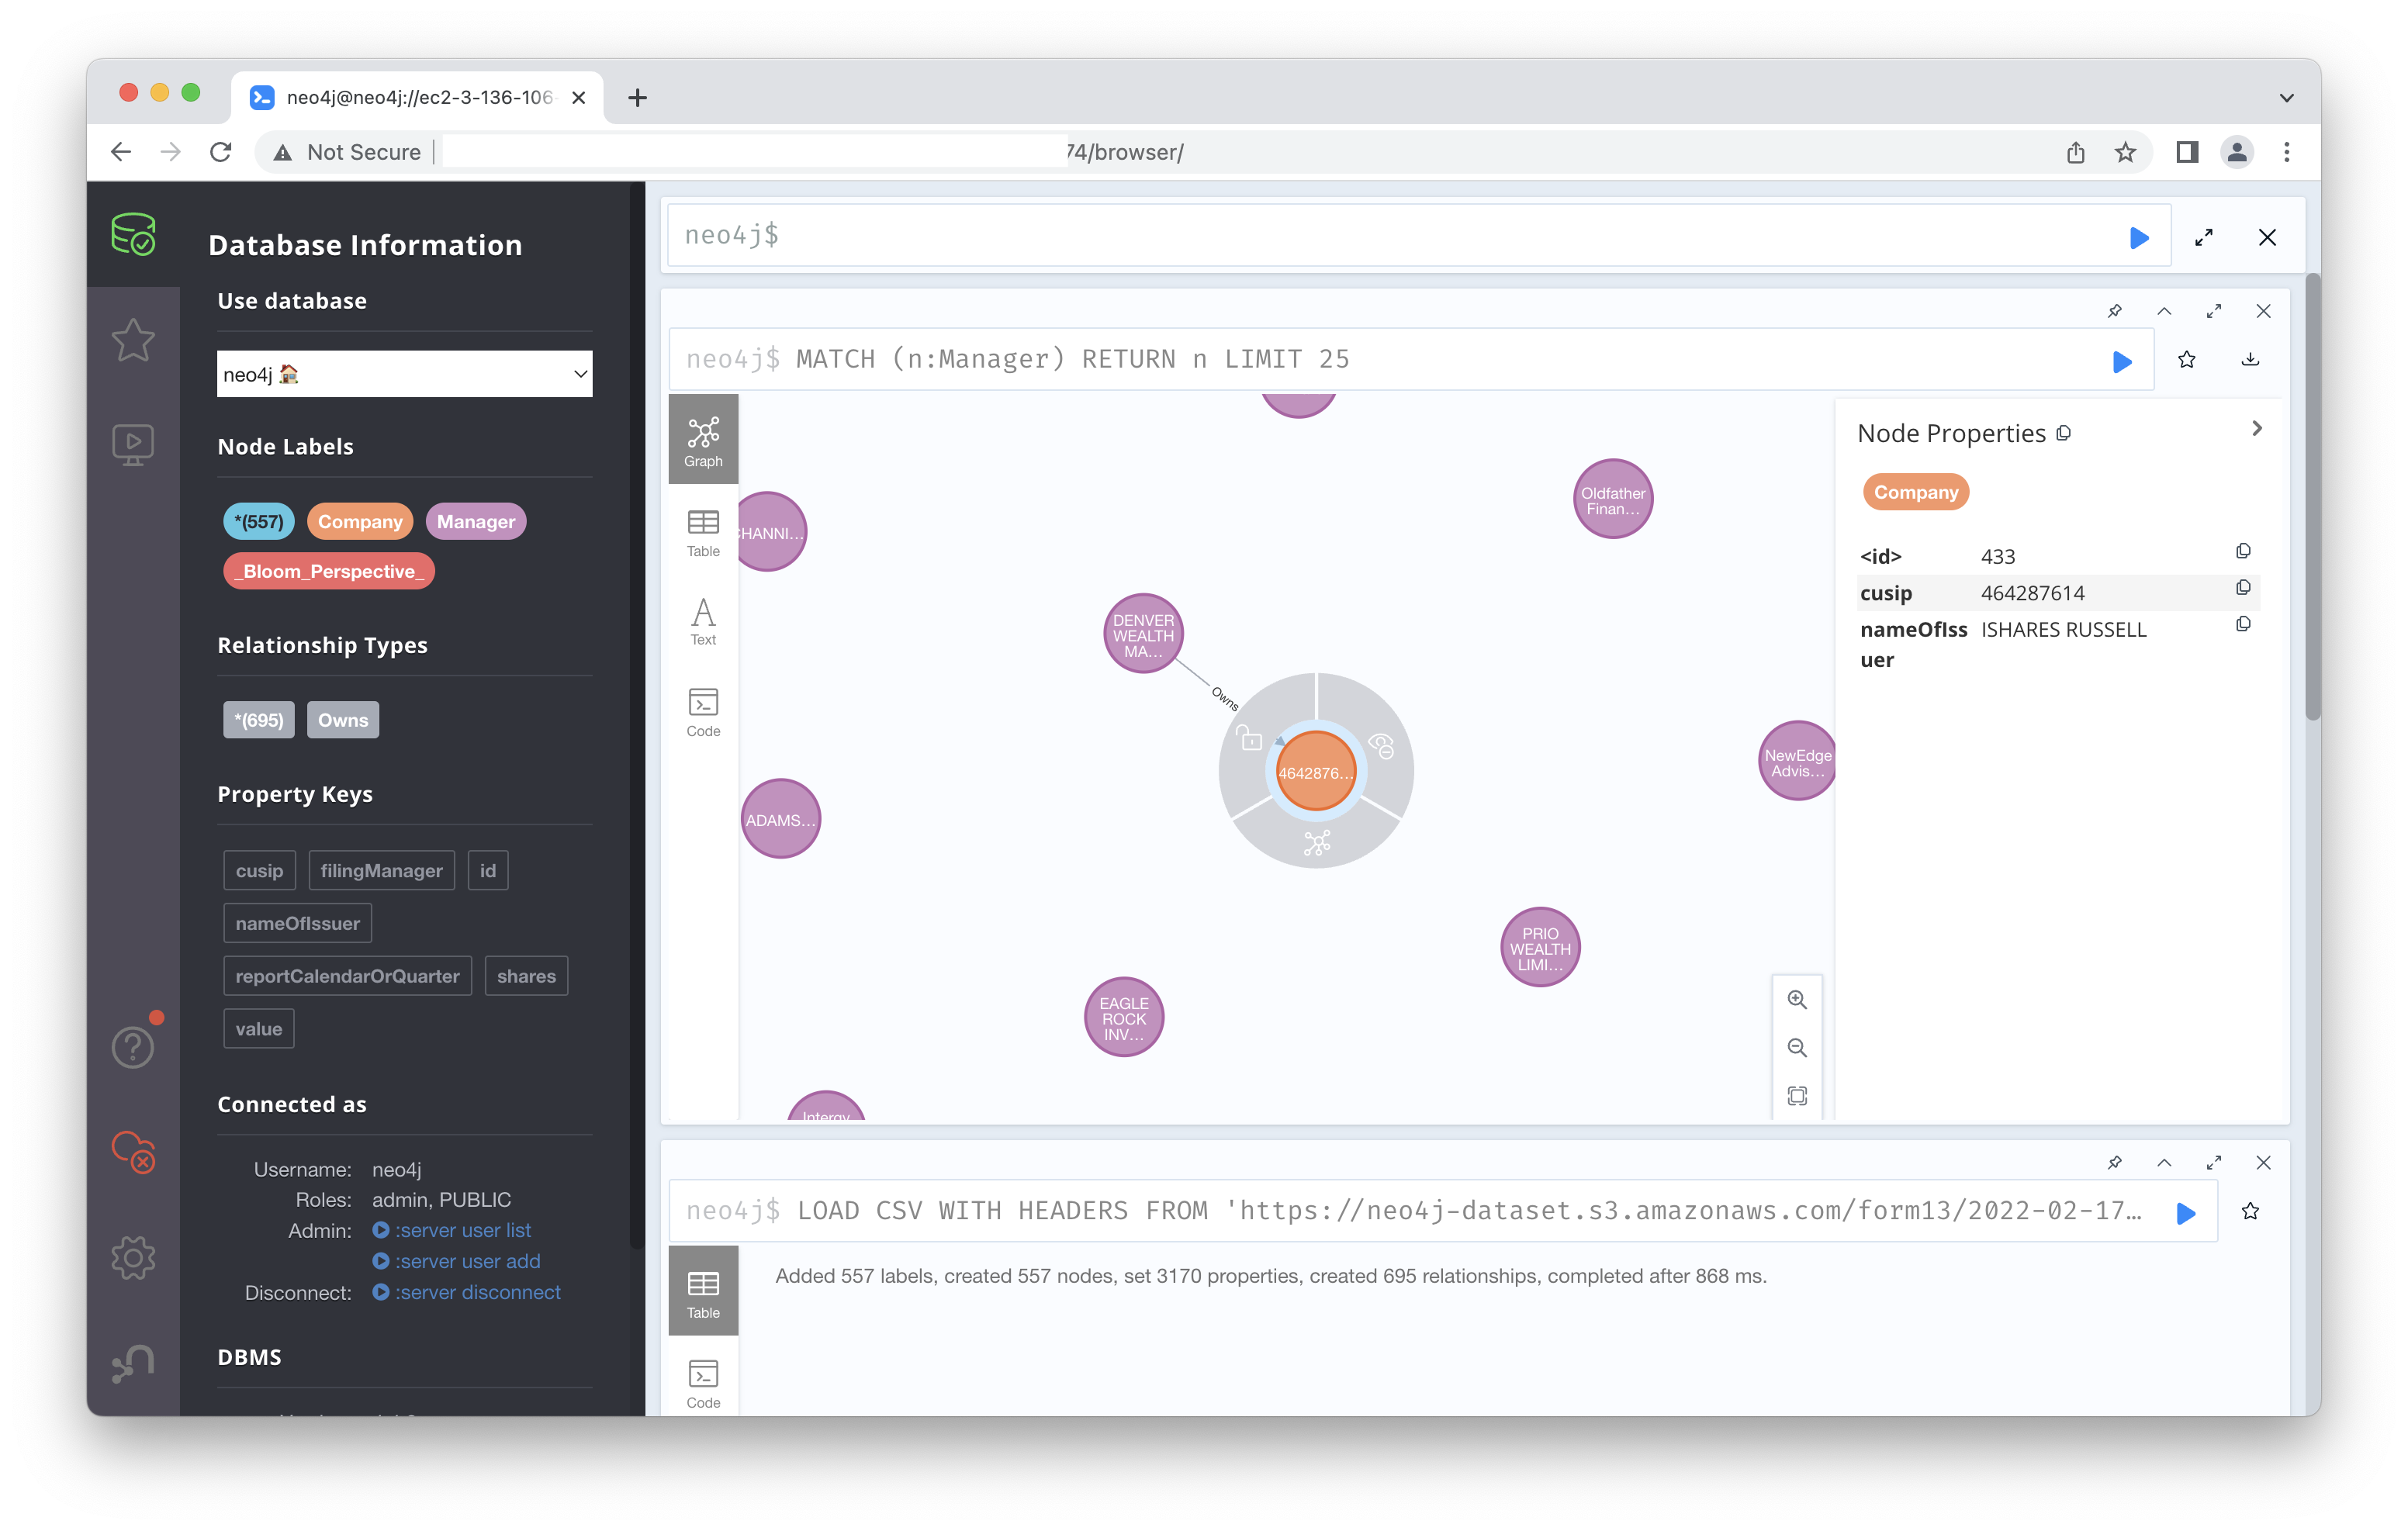 neo4j@neo4j://ec2-3-136-106-
Not Secure
74/browser/
Database Information
Use database
neo4j
Node Labels
*(557) Company Manager
_Bloom_Perspective_
Relationship Types
*(695) Owns
Property Keys
cusip filingManager id
nameOfIssuer
reportCalendarOrQuarter shares
value
Connected as
Username: neo4j
Roles: admin, PUBLIC
Admin: :server user list
:server user add
Disconnect: :server disconnect
DBMS
neo4j$
neo4j$ MATCH (n:Manager) RETURN n LIMIT 25
Graph
Table
Text
Code
Oldfather
Finan...
CHANNI...
DENVER
WEALTH
MA...
Owns
4642876...
NewEdge
Advis...
ADAMS...
PRIO
WEALTH
LIMI...
EAGLE
ROCK
INV...
Intergy
Node Properties
Company
<id> 433
cusip 464287614
nameOfIss ISHARES RUSSELL
uer
neo4j$ LOAD CSV WITH HEADERS FROM 'https://neo4j-dataset.s3.amazonaws.com/form13/2022-02-17...
Table
Code
Added 557 labels, created 557 nodes, set 3170 properties, created 695 relationships, completed after 868 ms.